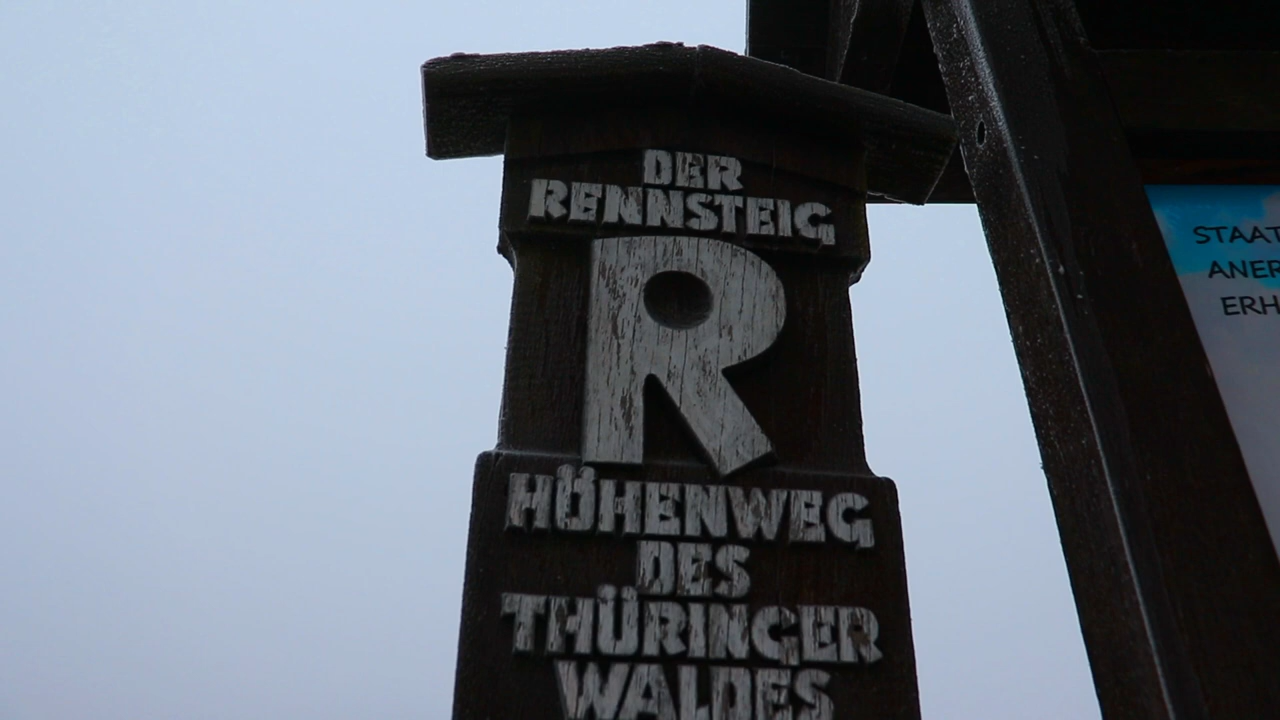 DER
RENNSTEIG
R
HÖHENWEG
DES
THÜRINGER
WALDES
STAAT
ANER
ERH